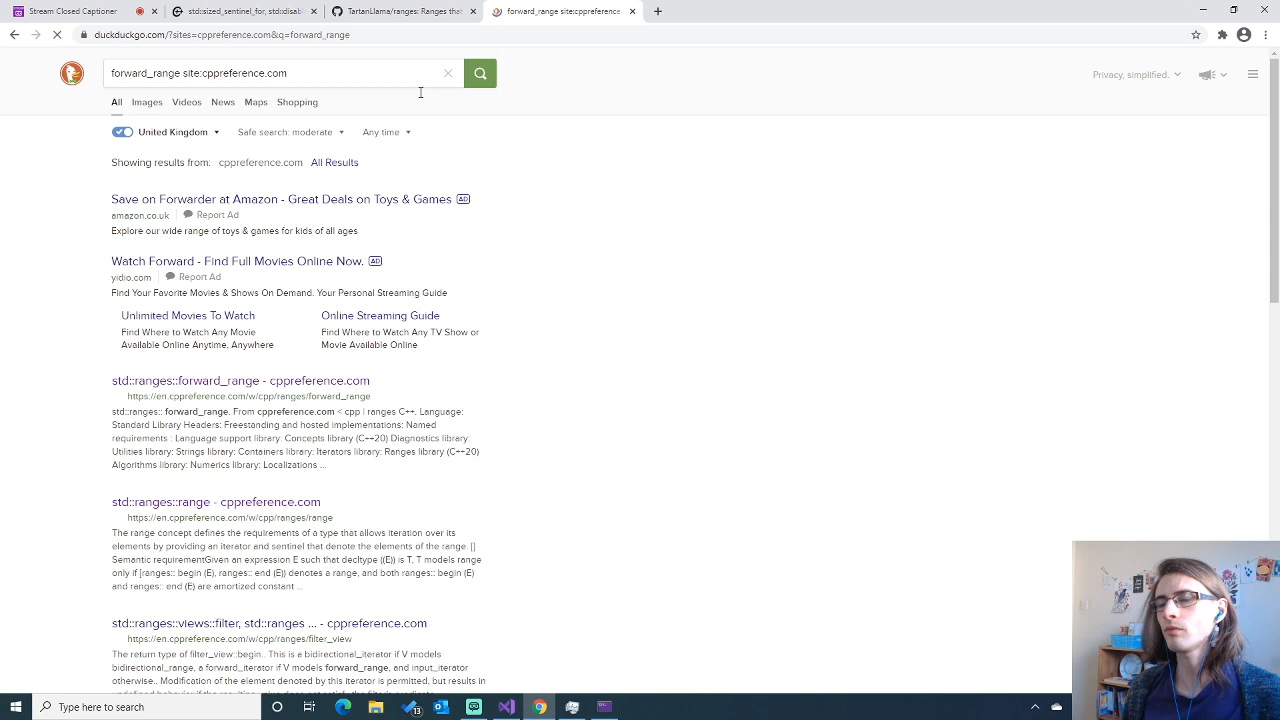 Stream Closed Captioner
std::sized_sentinel_for, std::disab
TartanLlama/ranges: Ranges that
forward_range site:cppreference.
duckduckgo.com/?sites=cppreference.com&q=forward_range
forward_range site:cppreference.com
Privacy, simplified.
All Images Videos News Maps Shopping
United Kingdom Safe search: moderate Any time
Showing results from: cppreference.com All Results
Save on Forwarder at Amazon - Great Deals on Toys & Games AD
amazon.co.uk Report Ad
Explore our wide range of toys & games for kids of all ages
Watch Forward - Find Full Movies Online Now. AD
yidio.com Report Ad
Find Your Favorite Movies & Shows On Demand. Your Personal Streaming Guide
Unlimited Movies To Watch
Find Where to Watch Any Movie
Available Online Anytime, Anywhere
Online Streaming Guide
Find Where to Watch Any TV Show or
Movie Available Online
std::ranges::forward_range - cppreference.com
https://en.cppreference.com/w/cpp/ranges/forward_range
std::ranges:: forward_range. From cppreference.com < cpp | ranges C++. Language:
Standard Library Headers: Freestanding and hosted implementations: Named
requirements : Language support library: Concepts library (C++20) Diagnostics library:
Utilities library: Strings library: Containers library: Iterators library: Ranges library (C++20)
Algorithms library: Numerics library: Localizations ...
std::ranges::range - cppreference.com
https://en.cppreference.com/w/cpp/ranges/range
The range concept defines the requirements of a type that allows iteration over its
elements by providing an iterator and sentinel that denote the elements of the range. []
Semantic requirementGiven an expression E such that decltype ((E)) is T, T models range
only if [ranges:: begin (E), ranges:: end (E)) denotes a range, and both ranges:: begin (E)
and ranges:: end (E) are amortized constant ...
std::ranges::views::filter, std::ranges ... - cppreference.com
https://en.cppreference.com/w/cpp/ranges/filter_view
The return type of filter_view::begin.. This is a bidirectional_iterator if V models
bidirectional_range, a forward_iterator if V models forward_range, and input_iterator
otherwise.. Modification of the element denoted by this iterator is permitted, but results in
Type here to search
13